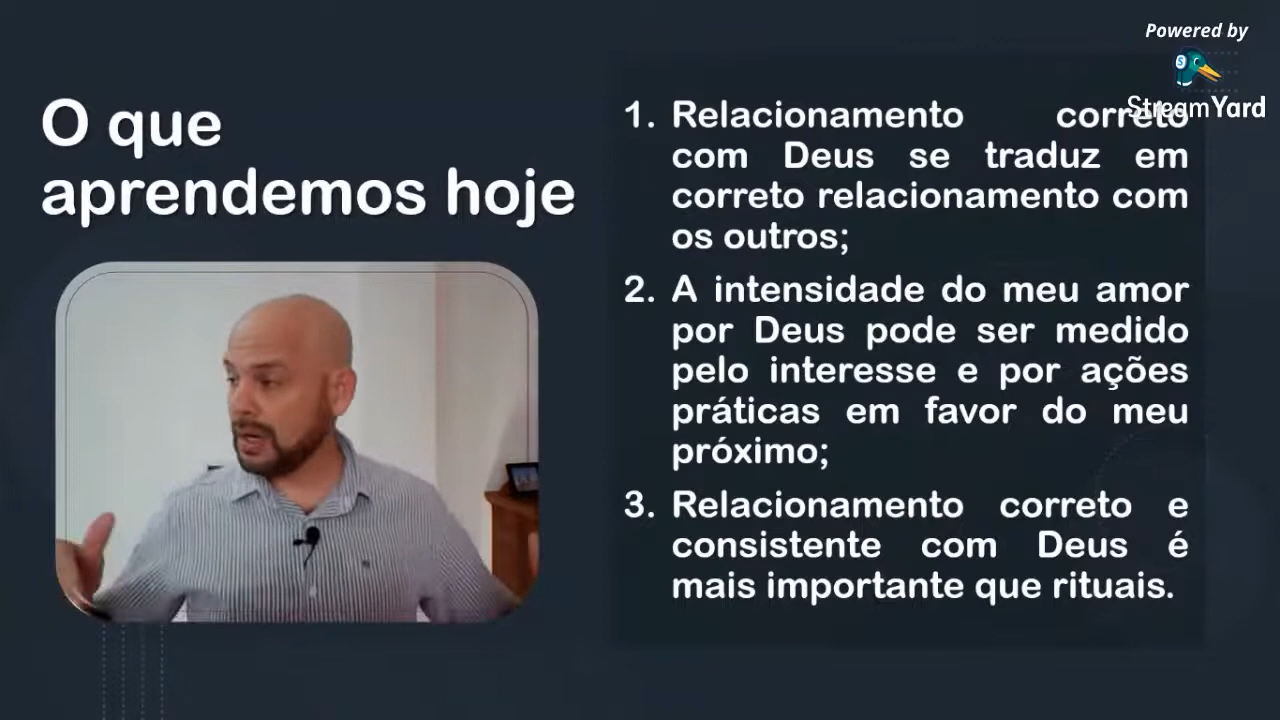 Powered by
StreamYard
O que
aprendemos hoje
1. Relacionamento correto
com Deus se traduz em
correto relacionamento com
os outros;
2. A intensidade do meu amor
por Deus pode ser medido
pelo interesse e por ações
práticas em favor do meu
próximo;
3. Relacionamento correto e
consistente com Deus é
mais importante que rituais.